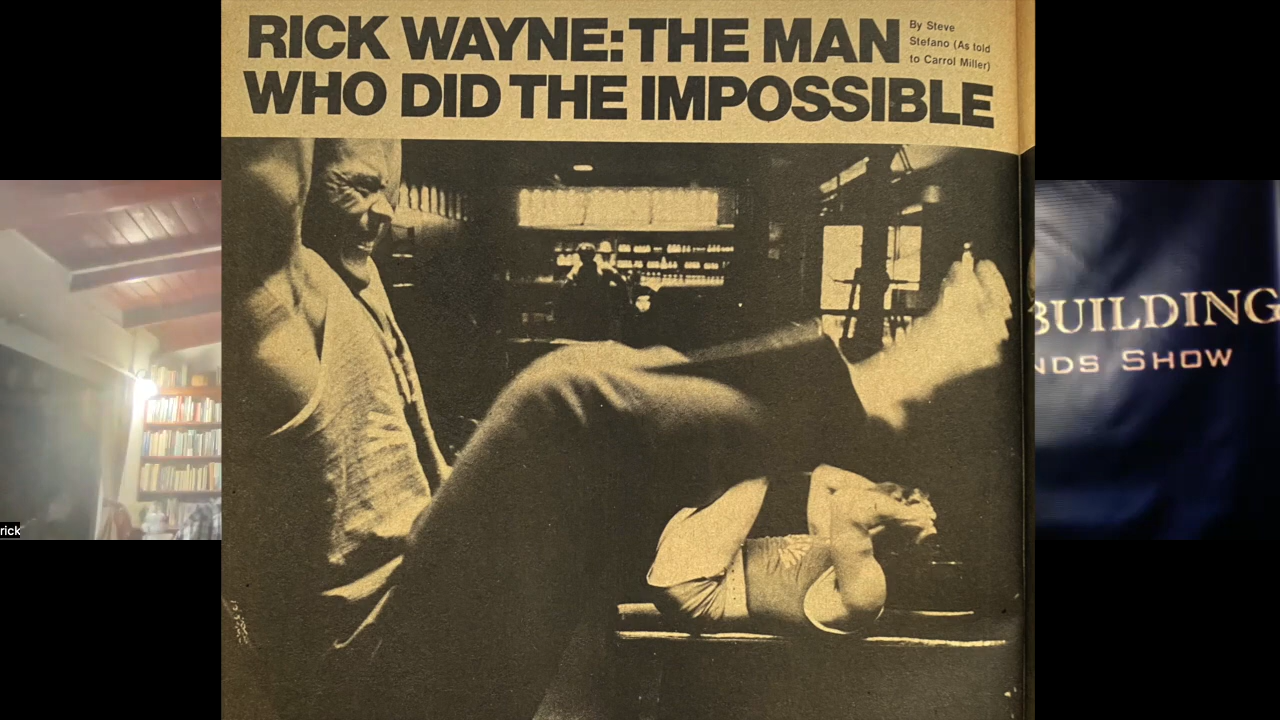 RICK WAYNE: THE MAN
WHO DID THE IMPOSSIBLE
By Steve
Stefano (As told
to Carrol Miller)
rick
BUILDING
NDS SHOW